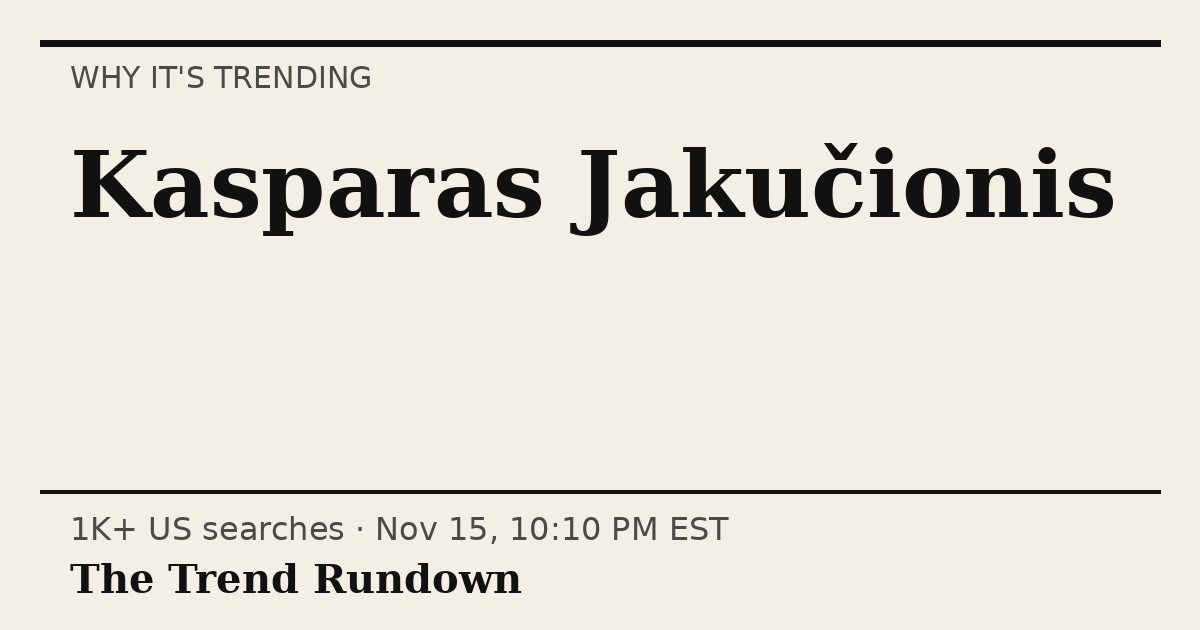 WHY IT'S TRENDING
Kasparas Jakučionis
1K+ US searches · Nov 15, 10:10 PM EST
The Trend Rundown